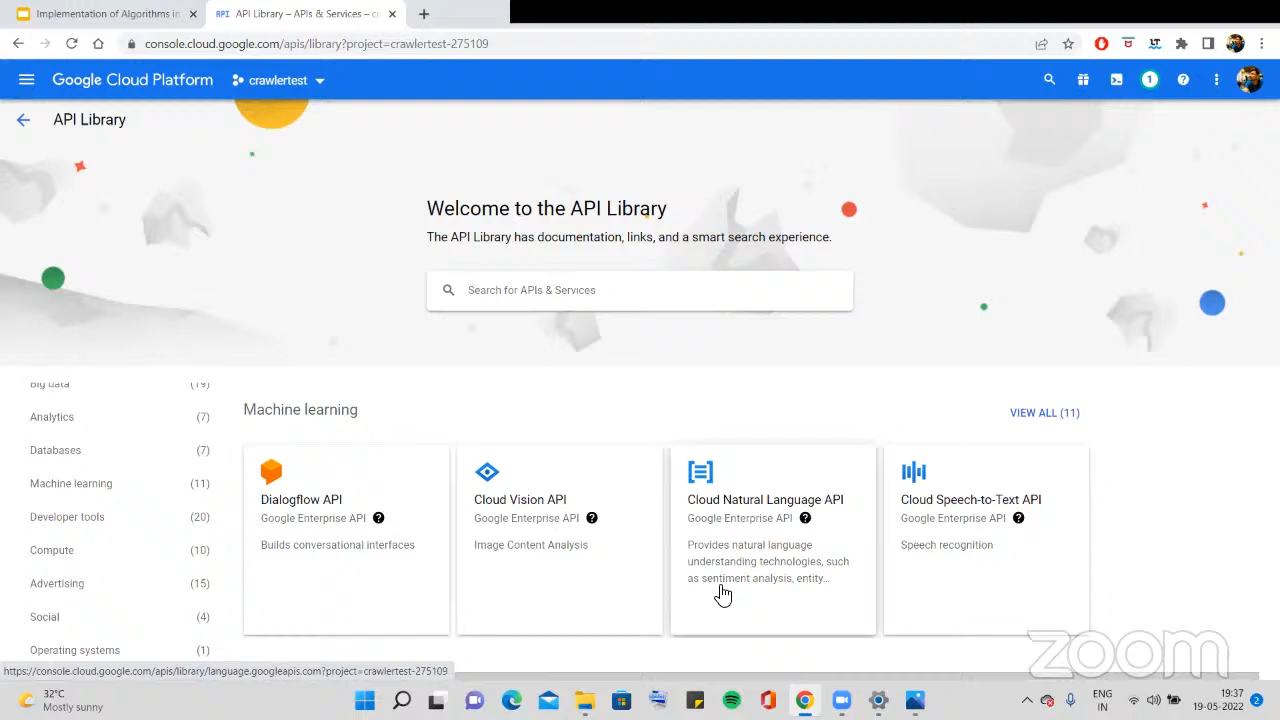 Implementation of Algorithms in
API API Library – APIs & Services – c
console.cloud.google.com/apis/library?project=crawlertest-275109
Google Cloud Platform
crawlertest
1
API Library
Welcome to the API Library
The API Library has documentation, links, and a smart search experience.
Search for APIs & Services
Big data (19)
Analytics (7)
Databases (7)
Machine learning (11)
Developer tools (20)
Compute (10)
Advertising (15)
Social (4)
Operating systems (1)
Machine learning
VIEW ALL (11)
Dialogflow API
Google Enterprise API
Builds conversational interfaces
Cloud Vision API
Google Enterprise API
Image Content Analysis
Cloud Natural Language API
Google Enterprise API
Provides natural language
understanding technologies, such
as sentiment analysis, entity...
Cloud Speech-to-Text API
Google Enterprise API
Speech recognition
zoom
https://console.cloud.google.com/apis/library/language.googleapis.com?project=crawlertest-275109
32°C
Mostly sunny
ENG
IN
19:37
19-05-2022
2